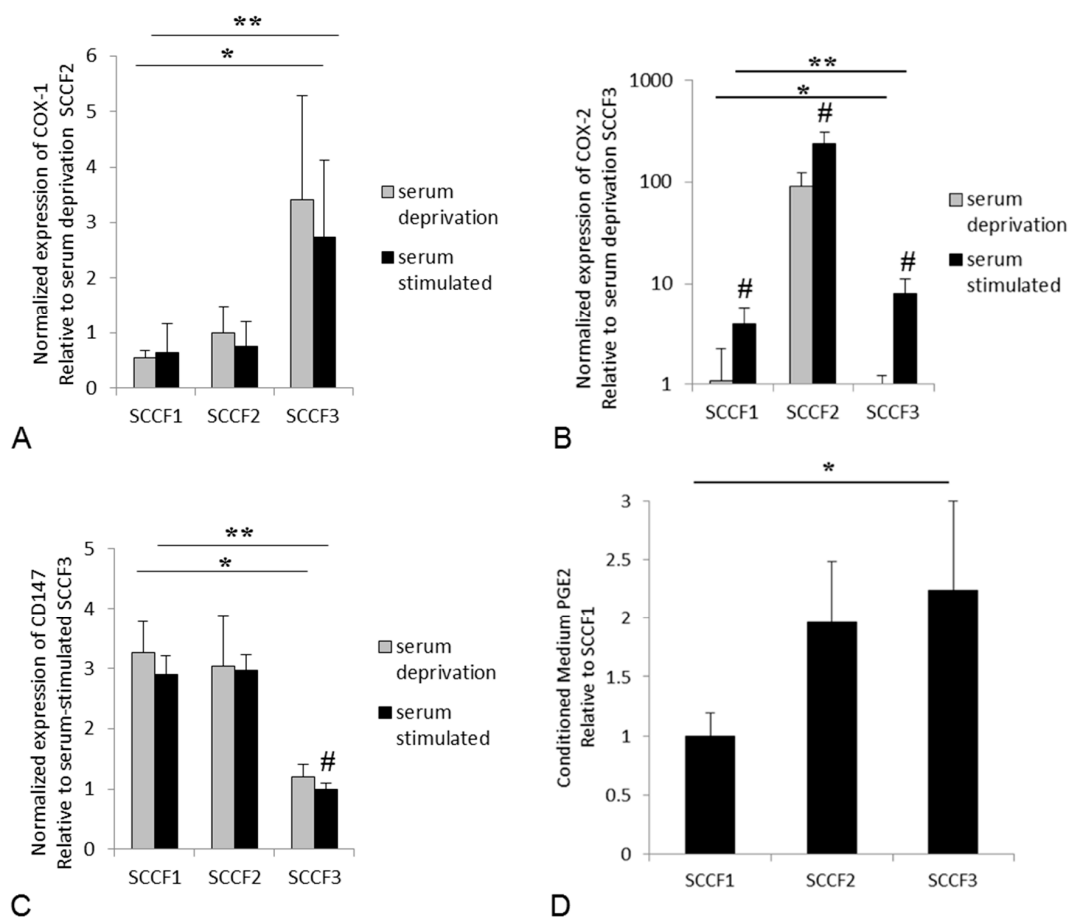 **
*
Normalized expression of COX-1
Relative to serum deprivation SCCF2
6
5
4
3
2
1
0
SCCF1
SCCF2
SCCF3
serum
deprivation
serum
stimulated
A
**
*
Normalized expression of COX-2
Relative to serum deprivation SCCF3
1000
100
10
1
#
#
#
SCCF1
SCCF2
SCCF3
serum
deprivation
serum
stimulated
B
**
*
Normalized expression of CD147
Relative to serum-stimulated SCCF3
5
4
3
2
1
0
#
SCCF1
SCCF2
SCCF3
serum
deprivation
serum
stimulated
C
*
Conditioned Medium PGE2
Relative to SCCF1
3
2.5
2
1.5
1
0.5
0
SCCF1
SCCF2
SCCF3
D